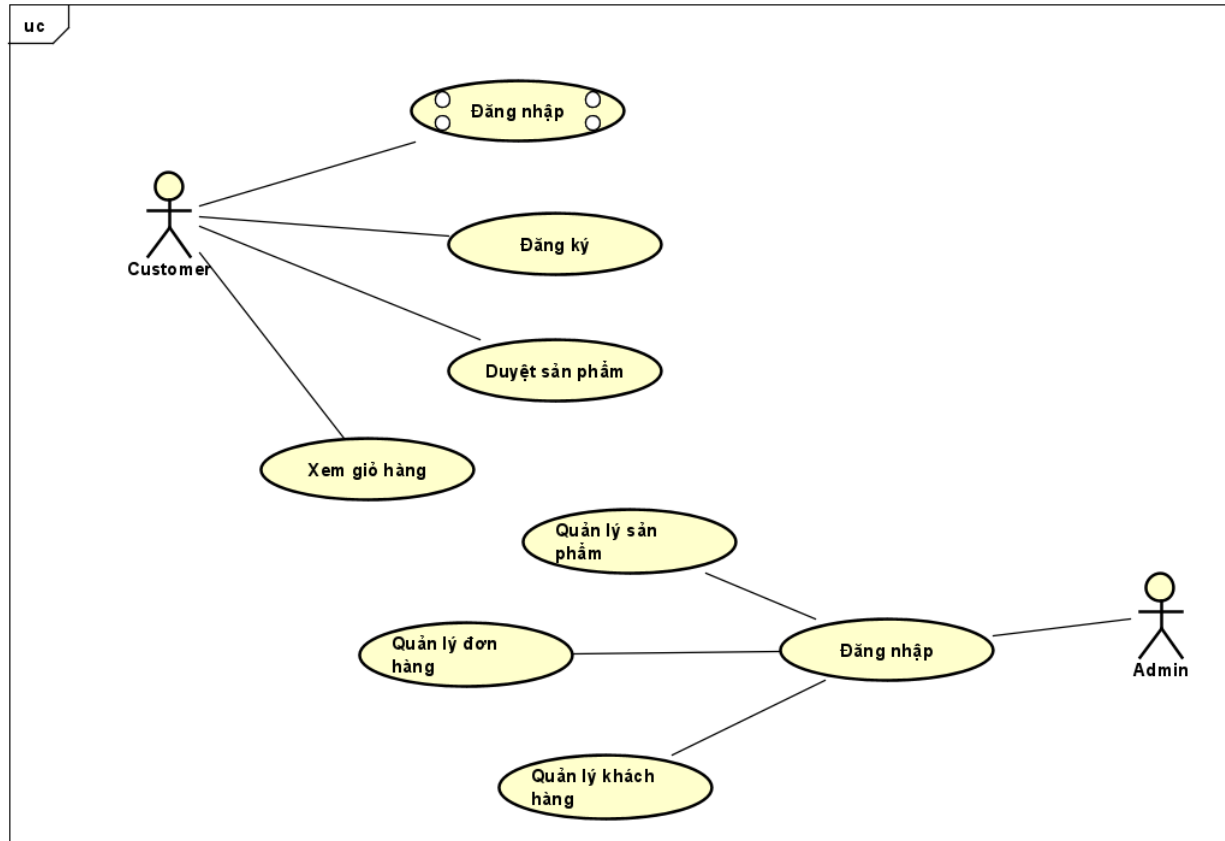 uc
Đăng nhập
Customer
Đăng ký
Duyệt sản phẩm
Xem giỏ hàng
Quản lý sản
phẩm
Quản lý đơn
hàng
Đăng nhập
Admin
Quản lý khách
hàng